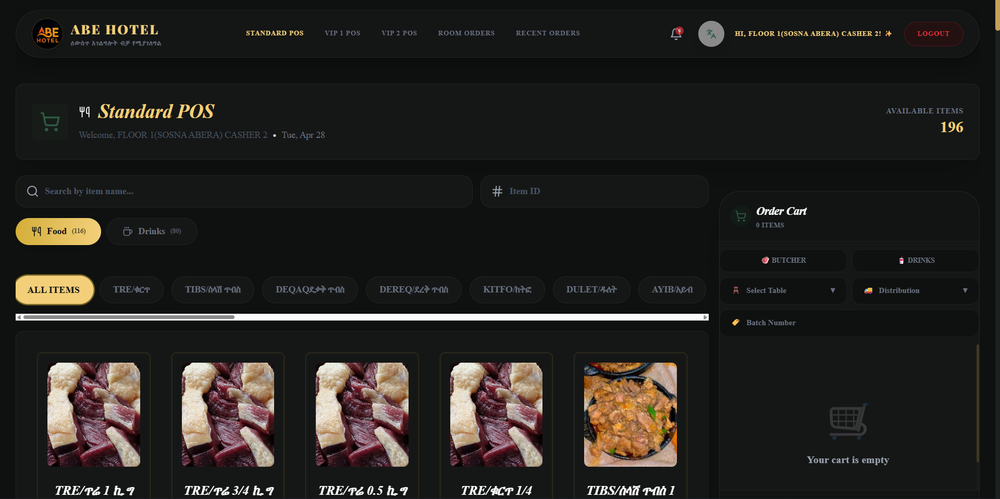 ABE
HOTEL
ABE HOTEL
ለውስጥ አገልግሎት ብቻ የሚያገለግል
STANDARD POS
VIP 1 POS
VIP 2 POS
ROOM ORDERS
RECENT ORDERS
HI, FLOOR 1(SOSNA ABERA) CASHER 2! ✨
LOGOUT
Standard POS
Welcome, FLOOR 1(SOSNA ABERA) CASHER 2 • Tue, Apr 28
AVAILABLE ITEMS
196
Search by item name...
Item ID
Food (116)
Drinks (80)
ALL ITEMS
TRE/ቁርጥ
TIBS/ስላሽ ጥብስ
DEQAQደቃቅ ጥብስ
DEREQ/ደረቅ ጥብስ
KITFO/ክትፎ
DULET/ዱለት
AYIB/አይብ
Order Cart
0 ITEMS
BUTCHER
DRINKS
Select Table
Distribution
Batch Number
Your cart is empty
TRE/ጥሬ 1 ኪ.ግ
TRE/ጥሬ 3/4 ኪ.ግ
TRE/ጥሬ 0.5 ኪ.ግ
TRE/ቁርጥ 1/4
TIBS/ስላሽ ጥብስ 1